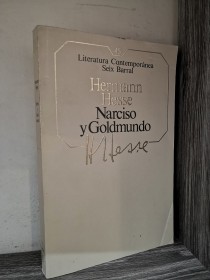 Literatura Contemporánea
Seix Barral
Hermann
Hesse
Narciso
y Goldmundo
H Hesse